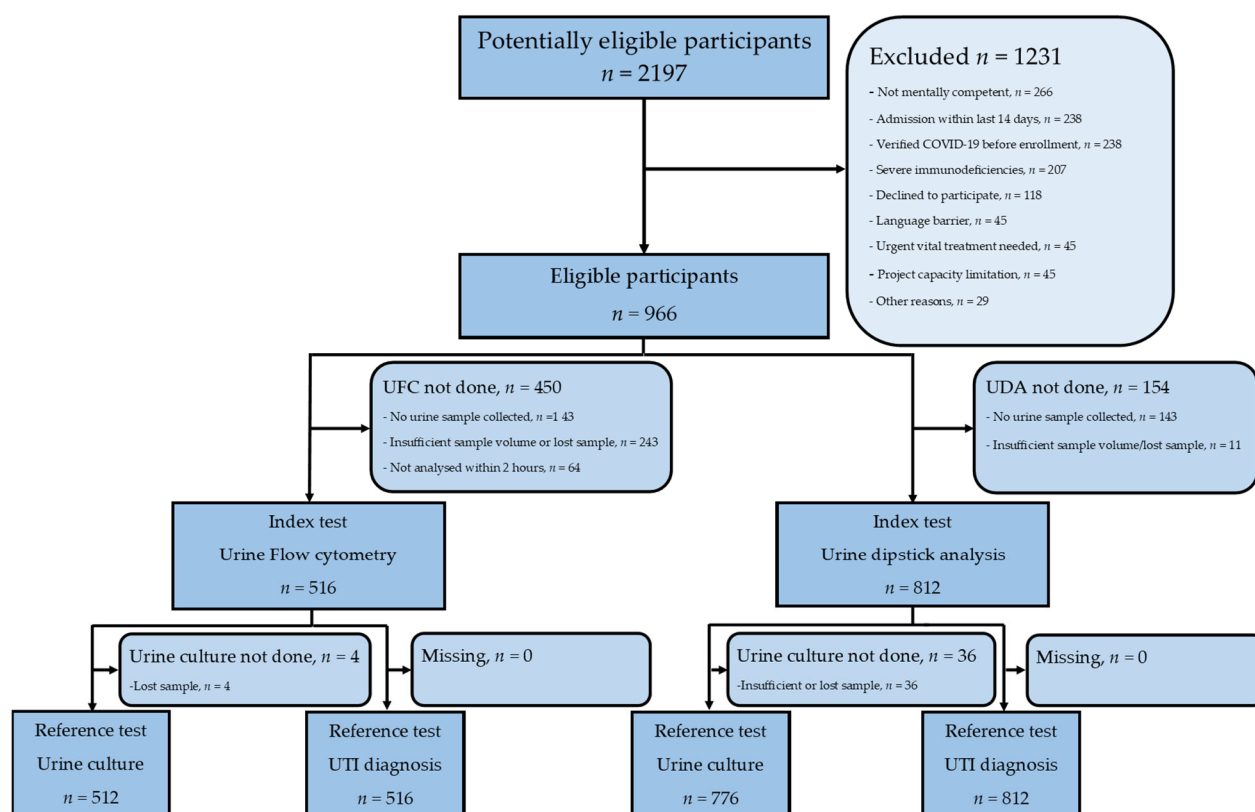 Potentially eligible participants
n = 2197
Excluded n = 1231
- Not mentally competent, n = 266
- Admission within last 14 days, n = 238
- Verified COVID-19 before enrollment, n = 238
- Severe immunodeficiencies, n = 207
- Declined to participate, n = 118
- Language barrier, n = 45
- Urgent vital treatment needed, n = 45
- Project capacity limitation, n = 45
- Other reasons, n = 29
Eligible participants
n = 966
UFC not done, n = 450
- No urine sample collected, n =1 43
- Insufficient sample volume or lost sample, n = 243
- Not analysed within 2 hours, n = 64
UDA not done, n = 154
- No urine sample collected, n = 143
- Insufficient sample volume/lost sample, n = 11
Index test
Urine Flow cytometry
n = 516
Index test
Urine dipstick analysis
n = 812
Urine culture not done, n = 4
-Lost sample, n = 4
Missing, n = 0
Urine culture not done, n = 36
-Insufficient or lost sample, n = 36
Missing, n = 0
Reference test
Urine culture
n = 512
Reference test
UTI diagnosis
n = 516
Reference test
Urine culture
n = 776
Reference test
UTI diagnosis
n = 812